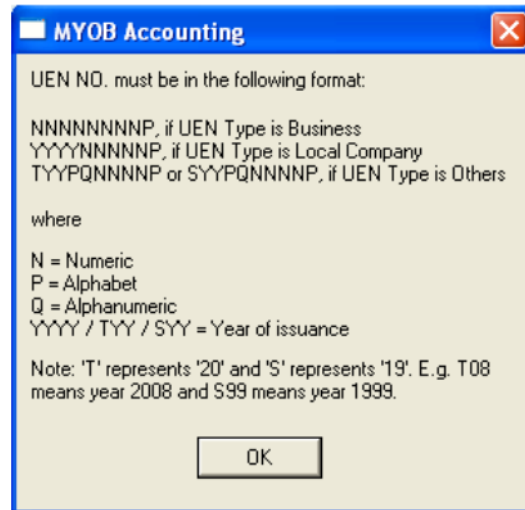 MYOB Accounting
UEN NO. must be in the following format:
NNNNNNNNP, if UEN Type is Business
YYYYNNNNNP, if UEN Type is Local Company
TYYPQNNNNP or SYYPQNNNNP, if UEN Type is Others
where
N = Numeric
P = Alphabet
Q = Alphanumeric
YYYY / TYY / SYY = Year of issuance
Note: 'T' represents '20' and 'S' represents '19'. E.g. T08
means year 2008 and S99 means year 1999.
OK